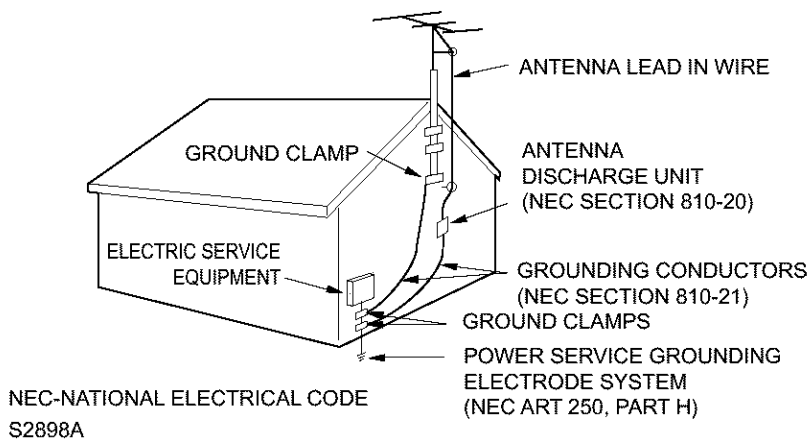 ANTENNA LEAD IN WIRE
GROUND CLAMP
ANTENNA
DISCHARGE UNIT
(NEC SECTION 810-20)
ELECTRIC SERVICE
EQUIPMENT
GROUNDING CONDUCTORS
(NEC SECTION 810-21)
GROUND CLAMPS
POWER SERVICE GROUNDING
ELECTRODE SYSTEM
(NEC ART 250, PART H)
NEC-NATIONAL ELECTRICAL CODE
S2898A